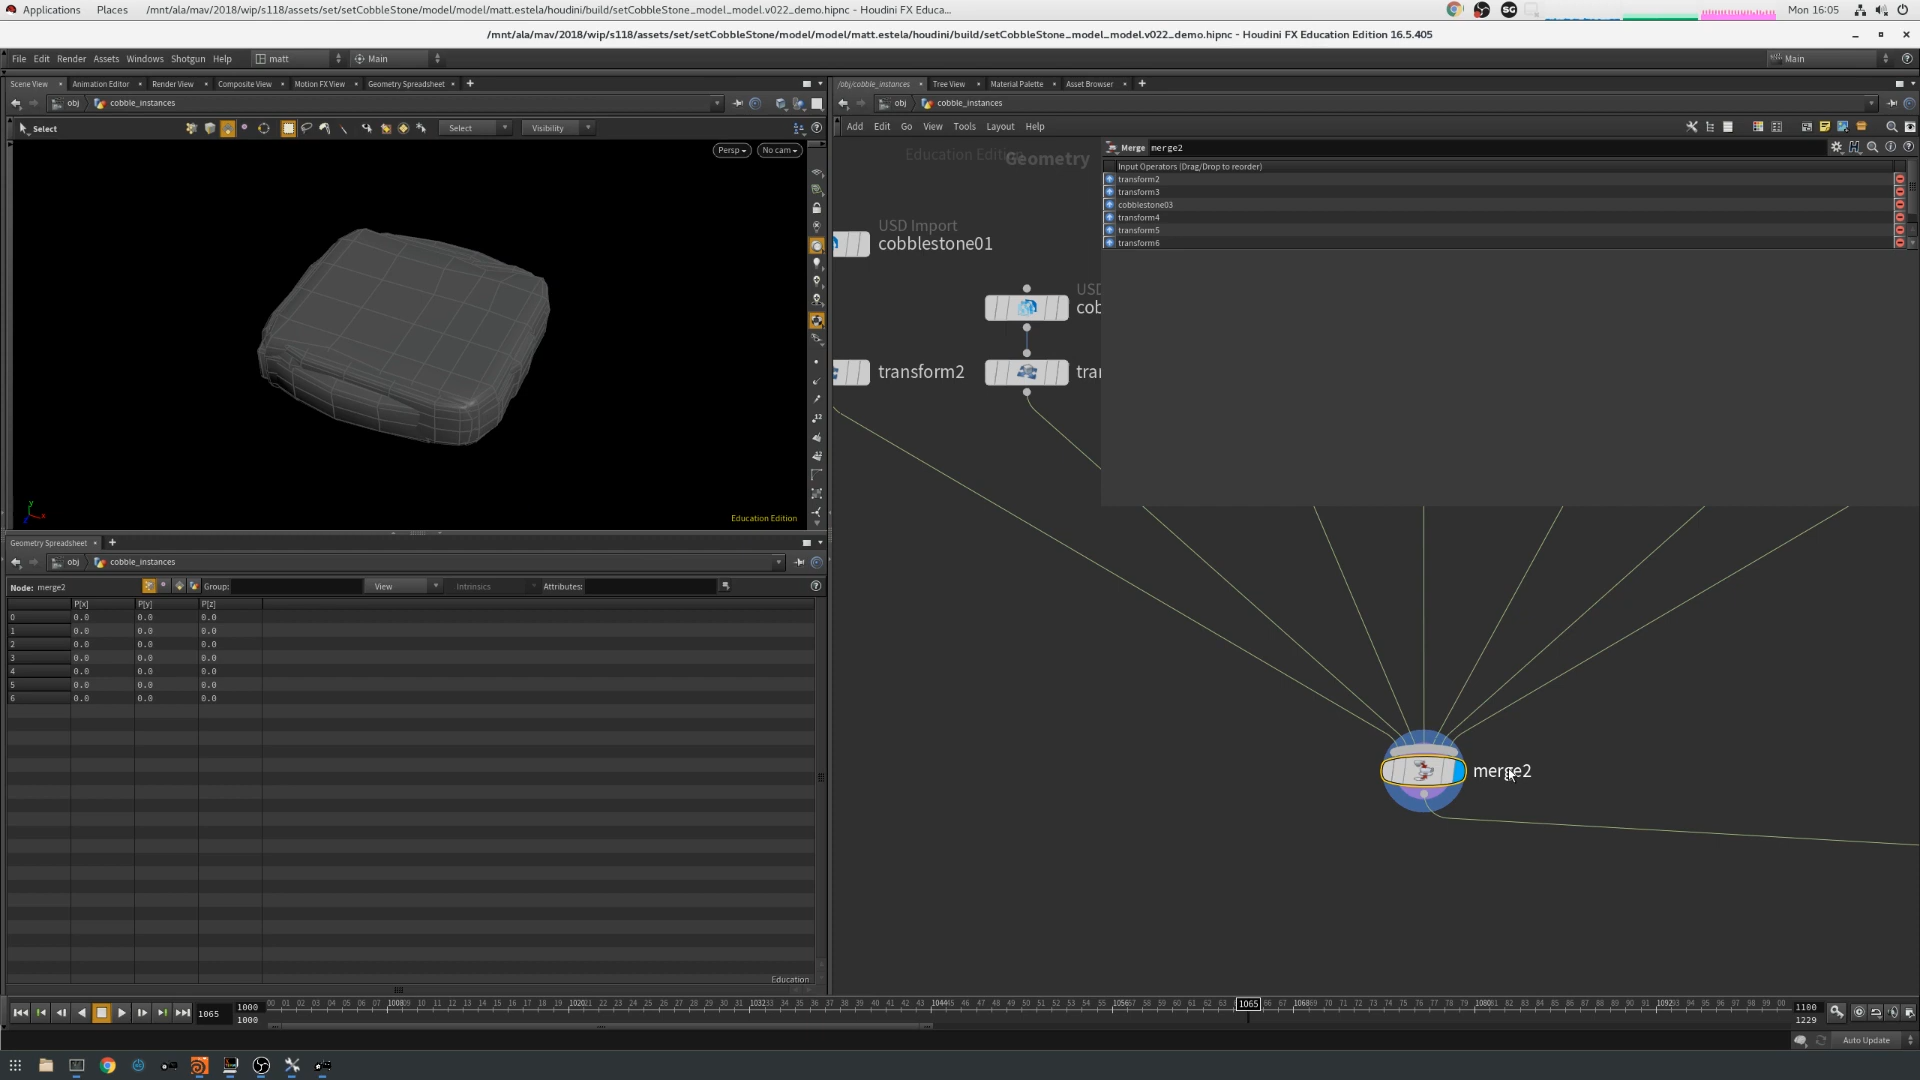 Applications Places /mnt/ala/mav/2018/wip/s118/assets/set/setCobbleStone/model/model/matt.estela/houdini/build/setCobbleStone_model_model.v022_demo.hipnc - Houdini FX Educa... Mon 16:05
/mnt/ala/mav/2018/wip/s118/assets/set/setCobbleStone/model/model/matt.estela/houdini/build/setCobbleStone_model_model.v022_demo.hipnc - Houdini FX Education Edition 16.5.405
File Edit Render Assets Windows Shotgun Help matt Main Main
Scene View Animation Editor Render View Composite View Motion FX View Geometry Spreadsheet
obj cobble_instances
Select Select Visibility
Persp No cam
Education Edition
Geometry Spreadsheet
obj cobble_instances
Node: merge2 Group: View Intrinsics Attributes:
P[x] P[y] P[z]
0 0.0 0.0 0.0
1 0.0 0.0 0.0
2 0.0 0.0 0.0
3 0.0 0.0 0.0
4 0.0 0.0 0.0
5 0.0 0.0 0.0
6 0.0 0.0 0.0
Education
/obj/cobble_instances Tree View Material Palette Asset Browser
obj cobble_instances
Add Edit Go View Tools Layout Help
Education Editi
Geometry
Merge merge2
Input Operators (Drag/Drop to reorder)
transform2
transform3
cobblestone03
transform4
transform5
transform6
USD Import
cobblestone01
USD
cob
transform2
tran
merge2
1065 1000 1065 1100
1000 1229
Auto Update